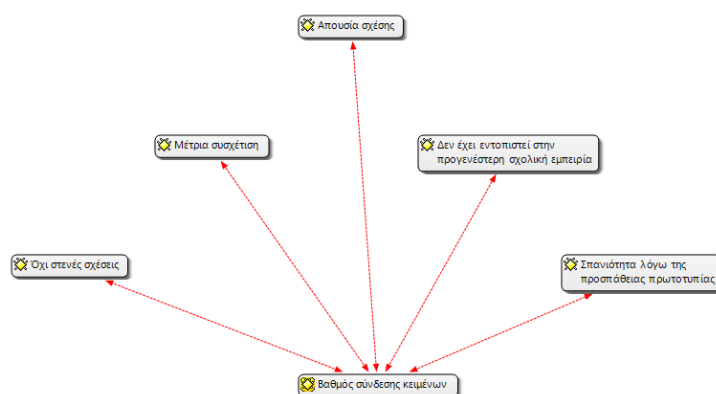 Απουσία σχέσης
Μέτρια συσχέτιση
Δεν έχει εντοπιστεί στην
προγενέστερη σχολική εμπειρία
Όχι στενές σχέσεις
Σπανιότητα λόγω της
προσπάθειας πρωτοτυπίας
Βαθμός σύνδεσης κειμένων